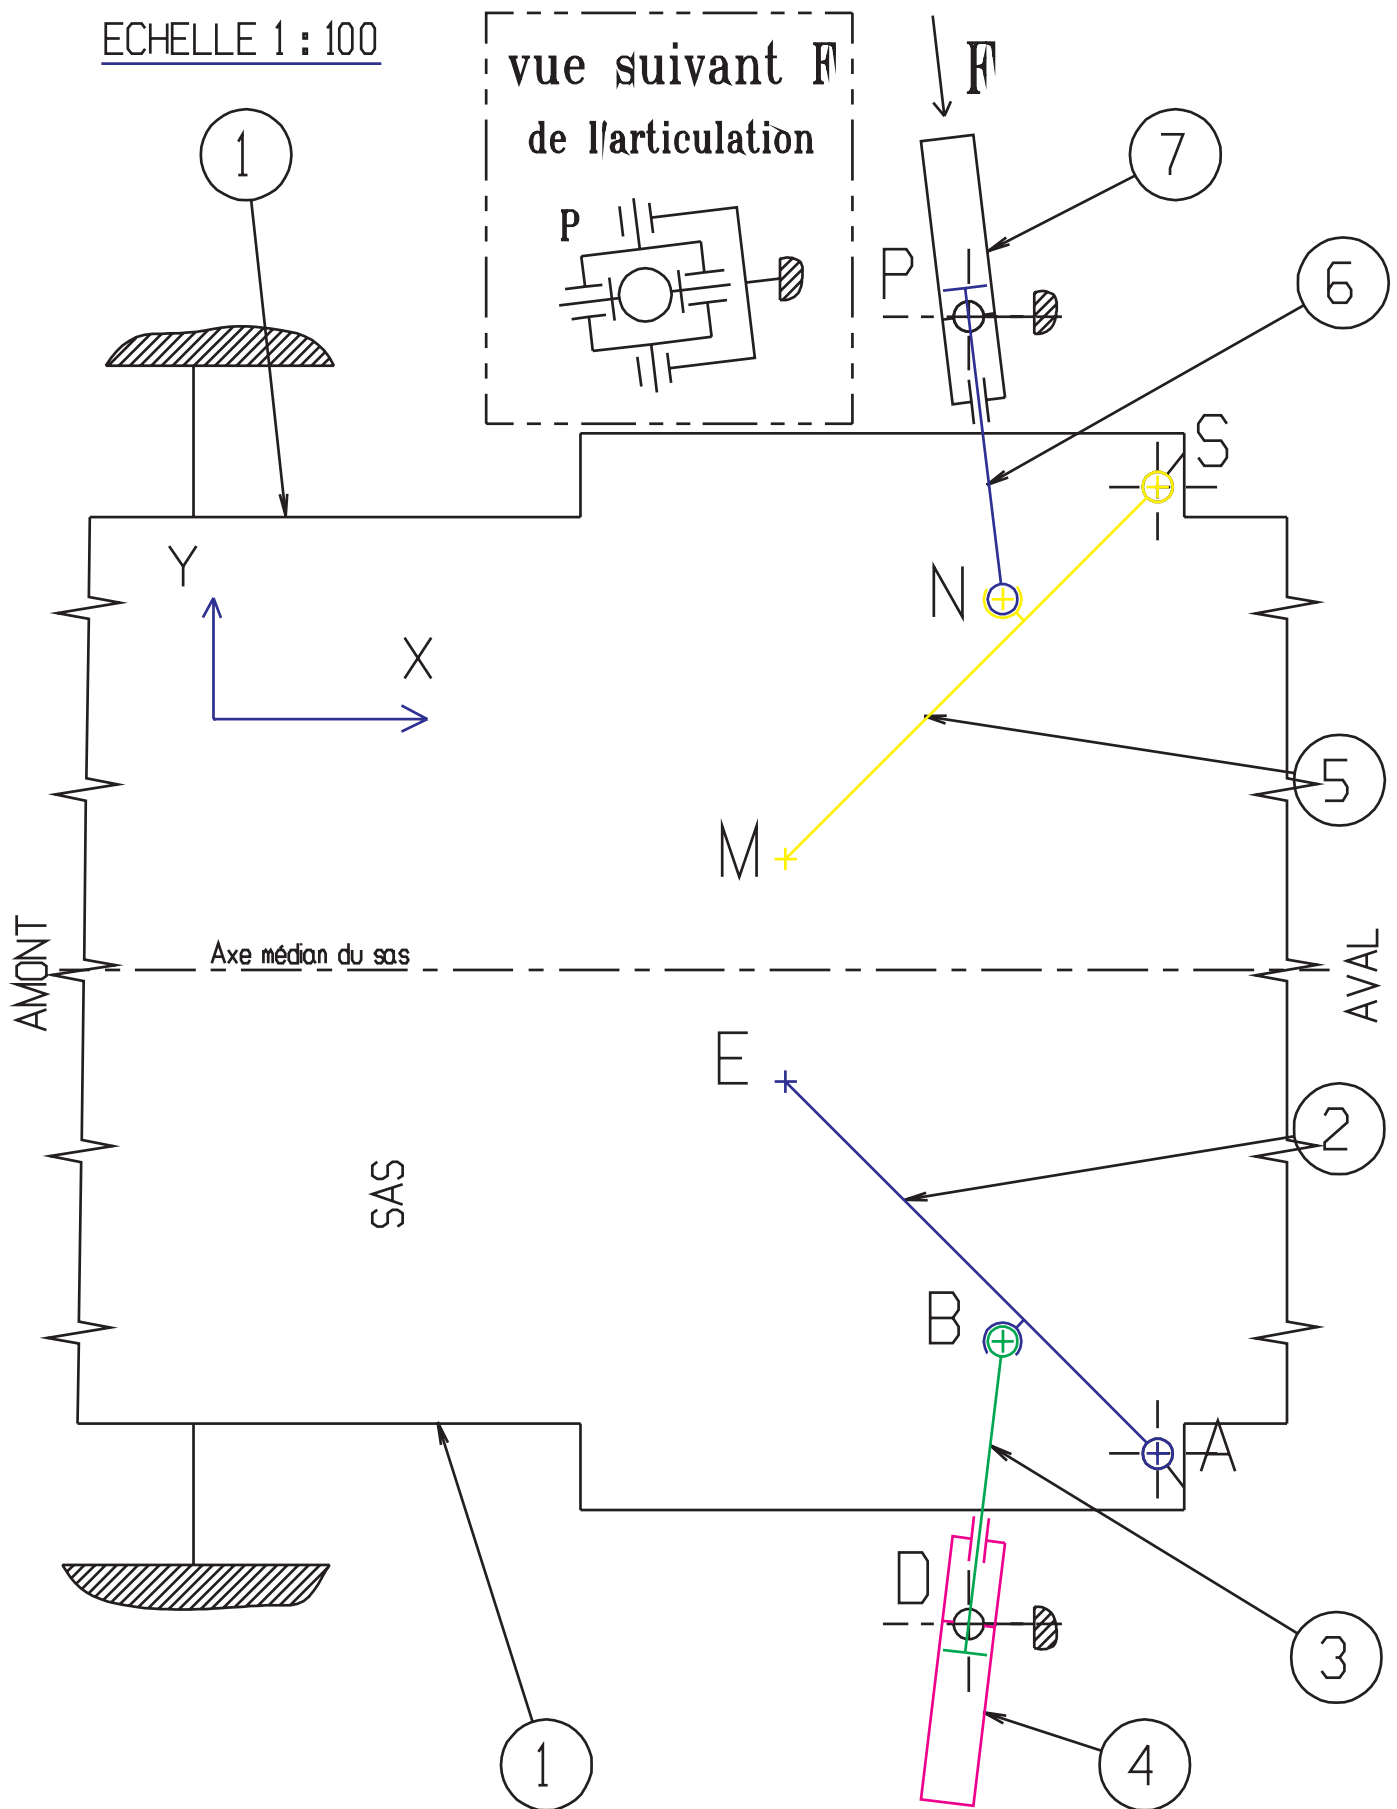 ECHELLE 1 : 100
vue suivant F
de l'articulation
P
F
1
7
P
6
S
N
Y
X
5
M
AMONT
Axe médian du sas
AVAL
E
2
SAS
B
A
D
3
1
4